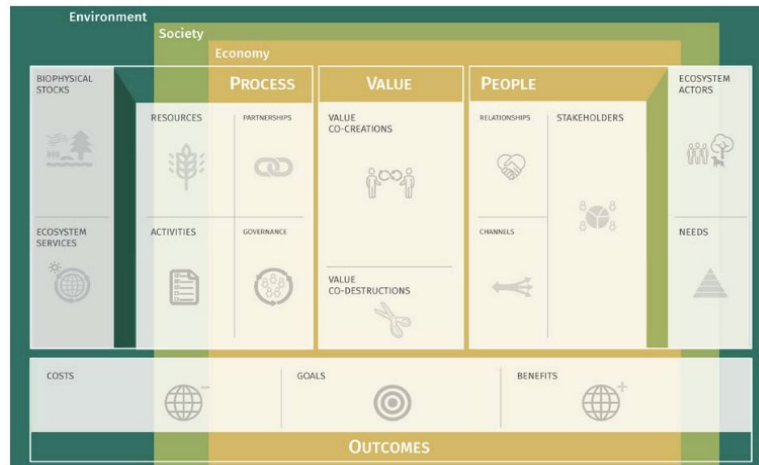 Environment
Society
Economy
BIOPHYSICAL
STOCKS
PROCESS
VALUE
PEOPLE
ECOSYSTEM
ACTORS
RESOURCES
PARTNERSHIPS
VALUE
CO-CREATIONS
RELATIONSHIPS
STAKEHOLDERS
ECOSYSTEM
SERVICES
ACTIVITIES
GOVERNANCE
VALUE
CO-DESTRUCTIONS
CHANNELS
NEEDS
COSTS
GOALS
BENEFITS
OUTCOMES